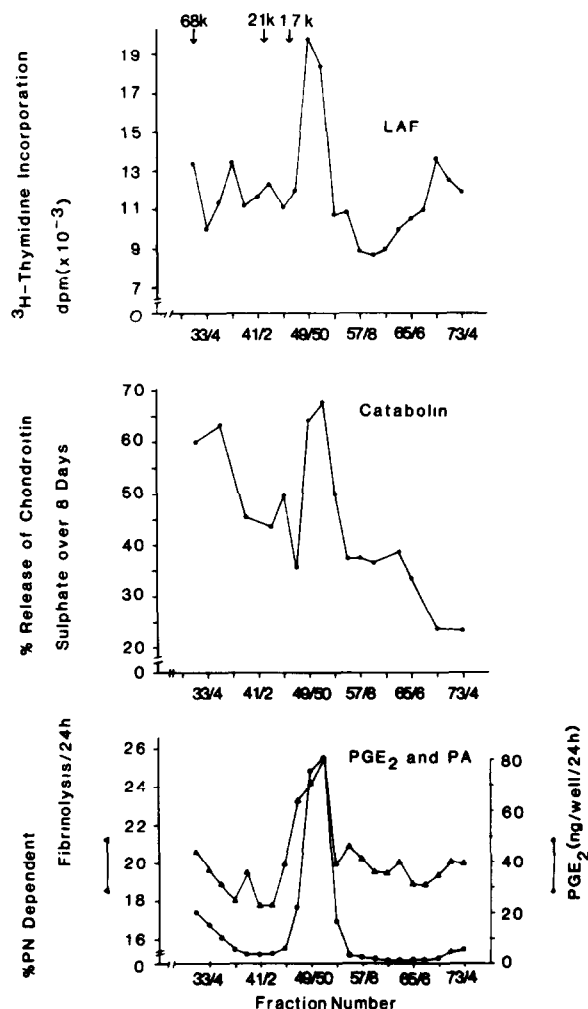 68k 21k 17k
19
17
15
13
11
9
7
0
³H-Thymidine Incorporation
dpm(x 10⁻³)
LAF
33/4 41/2 49/50 57/8 65/6 73/4
70
60
50
40
30
20
0
% Release of Chondroitin
Sulphate over 8 Days
Catabolin
33/4 41/2 49/50 57/8 65/6 73/4
26
24
22
20
18
16
0
%PN Dependent
Fibrinolysis/24h
PGE₂ and PA
80
60
40
20
0
PGE₂(ng/well/24h)
33/4 41/2 49/50 57/8 65/6 73/4
Fraction Number